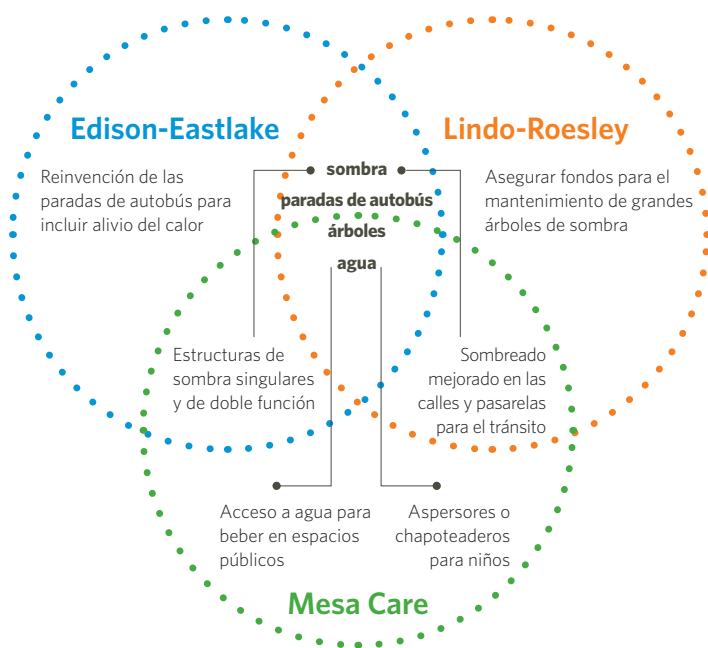 Edison-Eastlake
Reinvención de las
paradas de autobús para
incluir alivio del calor
Lindo-Roesley
Asegurar fondos para el
mantenimiento de grandes
árboles de sombra
sombra
paradas de autobús
árboles
agua
Estructuras de
sombra singulares
y de doble función
Sombreado
mejorado en las
calles y pasarelas
para el tránsito
Acceso a agua para
beber en espacios
públicos
Aspersores o
chapoteaderos
para niños
Mesa Care